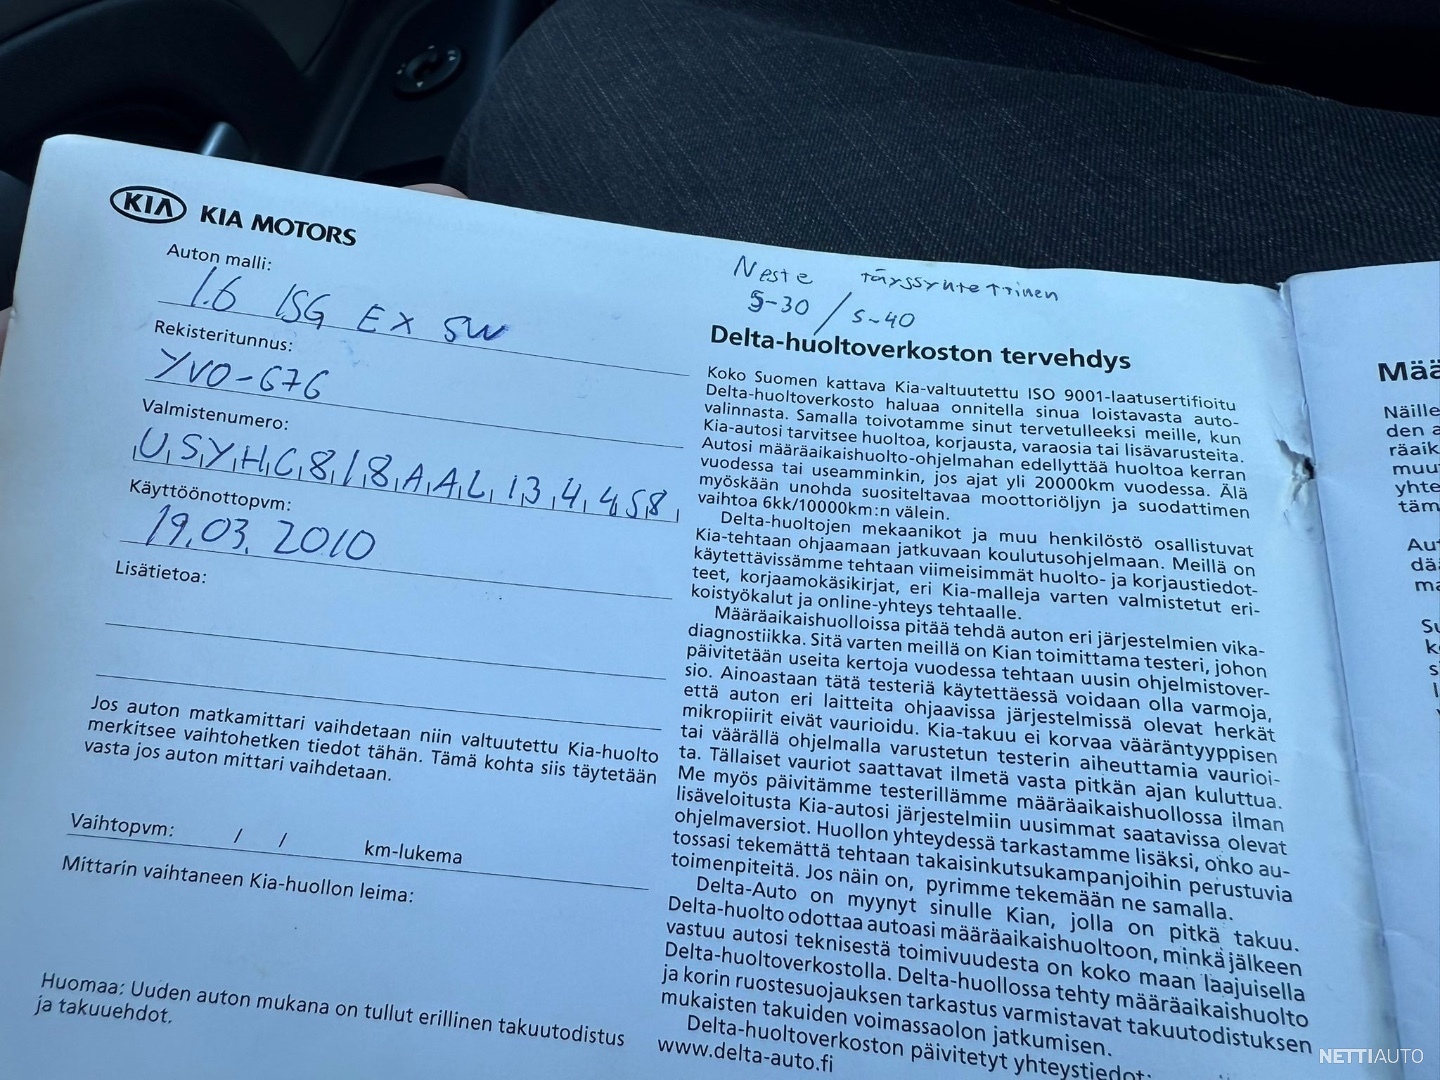 KIA KIA MOTORS
Auton malli:
1.6 ISG EX SW
Rekisteritunnus:
YVO-676
Valmistenumero:
U5YHC818AAL134458
Käyttöönottopvm:
19.03.2010
Lisätietoa:
Jos auton matkamittari vaihdetaan niin valtuutettu Kia-huolto
merkitsee vaihtohetken tiedot tähän. Tämä kohta siis täytetään
vasta jos auton mittari vaihdetaan.
Vaihtopvm: / / km-lukema
Mittarin vaihtaneen Kia-huollon leima:
Huomaa: Uuden auton mukana on tullut erillinen takuutodistus
ja takuuehdot.
Neste täyssynteettinen
5-30 / 5-40
Delta-huoltoverkoston tervehdys
Koko Suomen kattava Kia-valtuutettu ISO 9001-laatusertifioitu
Delta-huoltoverkosto haluaa onnitella sinua loistavasta auto-
valinnasta. Samalla toivotamme sinut tervetulleeksi meille, kun
Kia-autosi tarvitsee huoltoa, korjausta, varaosia tai lisävarusteita.
Autosi määräaikaishuolto-ohjelmahan edellyttää huoltoa kerran
vuodessa tai useamminkin, jos ajat yli 20000km vuodessa. Älä
myöskään unohda suositeltavaa moottoriöljyn ja suodattimen
vaihtoa 6kk/10000km:n välein.
Delta-huoltojen mekaanikot ja muu henkilöstö osallistuvat
Kia-tehtaan ohjaamaan jatkuvaan koulutusohjelmaan. Meillä on
käytettävissämme tehtaan viimeisimmät huolto- ja korjaustiedot-
teet, korjaamokäsikirjat, eri Kia-malleja varten valmistetut eri-
koistyökalut ja online-yhteys tehtaalle.
Määräaikaishuolloissa pitää tehdä auton eri järjestelmien vika-
diagnostiikka. Sitä varten meillä on Kian toimittama testeri, johon
päivitetään useita kertoja vuodessa tehtaan uusin ohjelmistover-
sio. Ainoastaan tätä testeriä käytettäessä voidaan olla varmoja,
että auton eri laitteita ohjaavissa järjestelmissä olevat herkät
mikropiirit eivät vaurioidu. Kia-takuu ei korvaa vääräntyyppisen
tai väärällä ohjelmalla varustetun testerin aiheuttamia vaurioi-
ta. Tällaiset vauriot saattavat ilmetä vasta pitkän ajan kuluttua.
Me myös päivitämme testerillämme määräaikaishuollossa ilman
lisäveloitusta Kia-autosi järjestelmiin uusimmat saatavissa olevat
ohjelmaversiot. Huollon yhteydessä tarkastamme lisäksi, onko au-
tossasi tekemättä tehtaan takaisinkutsukampanjoihin perustuvia
toimenpiteitä. Jos näin on, pyrimme tekemään ne samalla.
Delta-Auto on myynyt sinulle Kian, jolla on pitkä takuu.
Delta-huolto odottaa autoasi määräaikaishuoltoon, minkä jälkeen
vastuu autosi teknisestä toimivuudesta on koko maan laajuisella
Delta-huoltoverkostolla. Delta-huollossa tehty määräaikaishuolto
ja korin ruostesuojauksen tarkastus varmistavat takuutodistuksen
mukaisten takuiden voimassaolon jatkumisen.
Delta-huoltoverkoston päivitetyt yhteystiedot:
www.delta-auto.fi
Mää
Näille
den a
räaik
muu
yhte
täm
Aut
dää
ma
NETTIAUTO